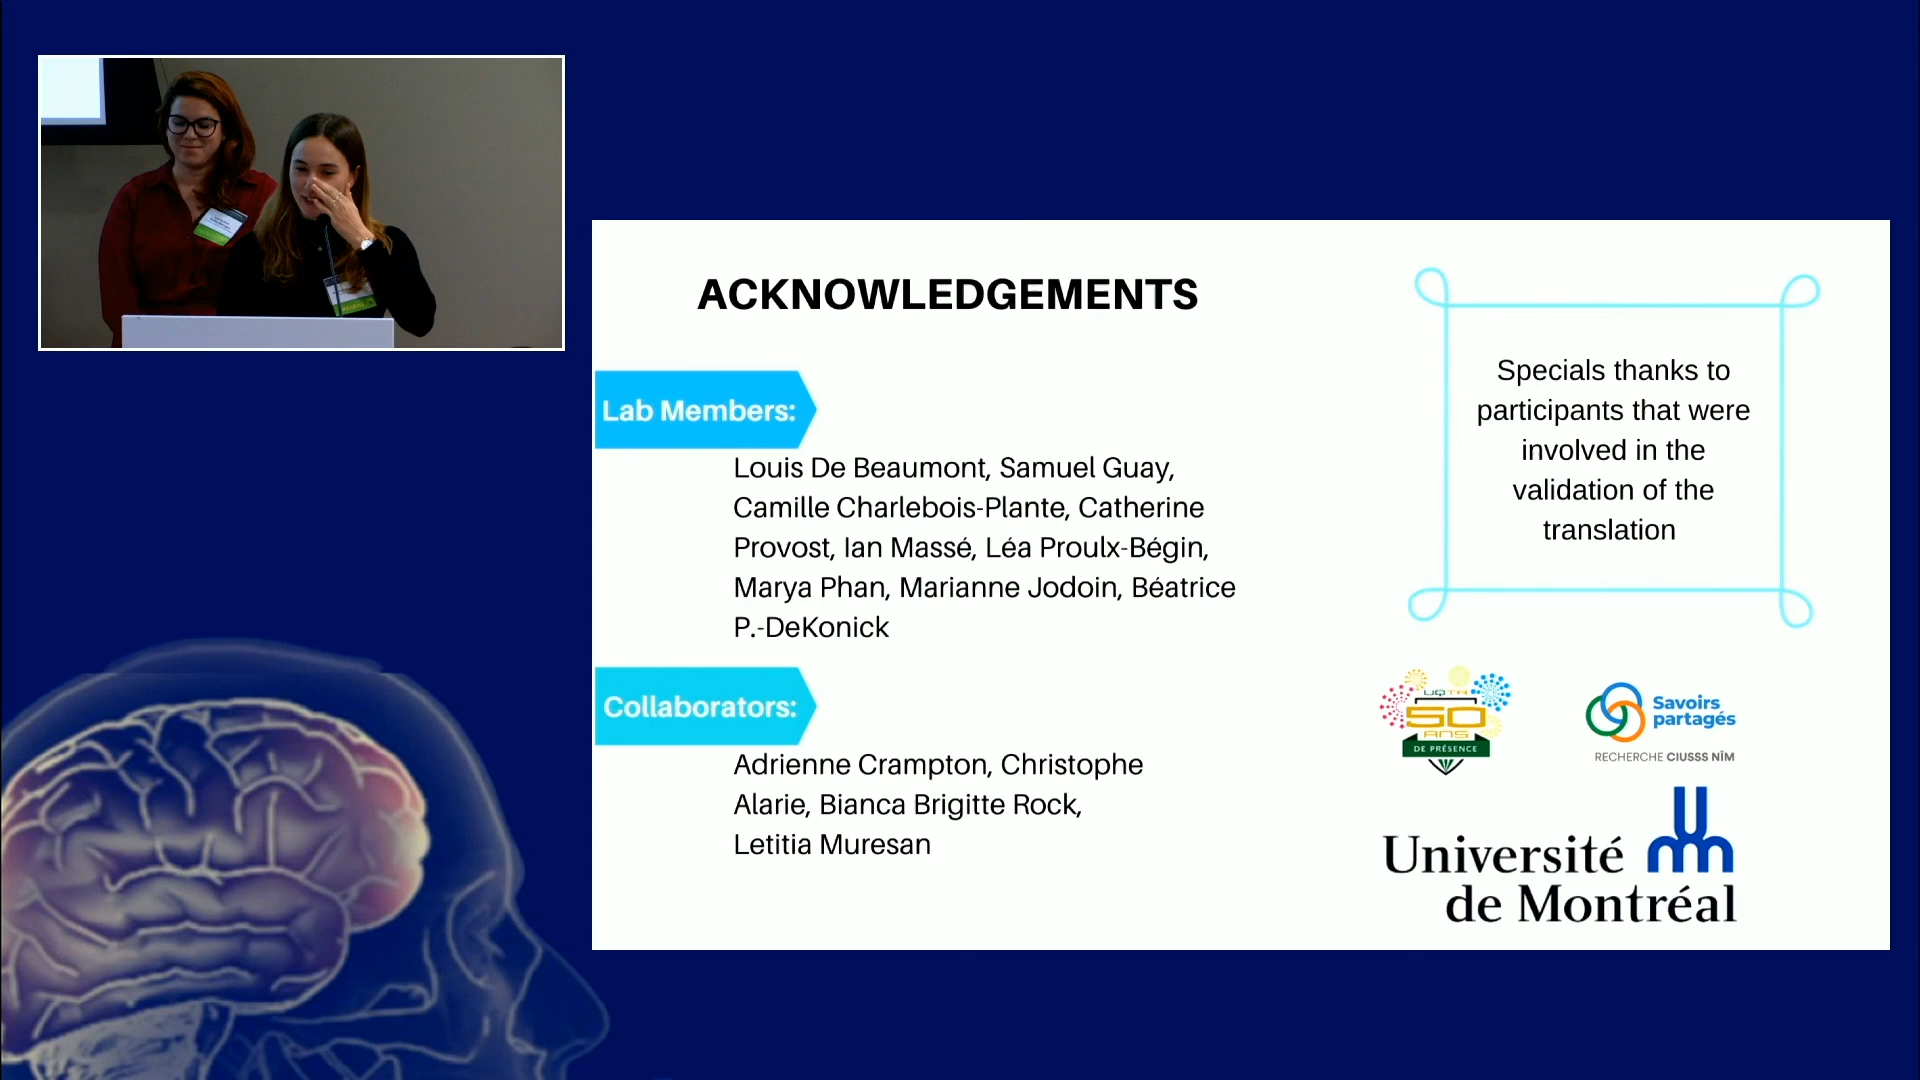 ACKNOWLEDGEMENTS
Lab Members:
Louis De Beaumont, Samuel Guay,
Camille Charlebois-Plante, Catherine
Provost, Ian Massé, Léa Proulx-Bégin,
Marya Phan, Marianne Jodoin, Béatrice
P.-DeKonick
Collaborators:
Adrienne Crampton, Christophe
Alarie, Bianca Brigitte Rock,
Letitia Muresan
Specials thanks to
participants that were
involved in the
validation of the
translation
UQTR
50
ANS
DE PRÉSENCE
Savoirs
partagés
RECHERCHE CIUSSS NÎM
Université
de Montréal